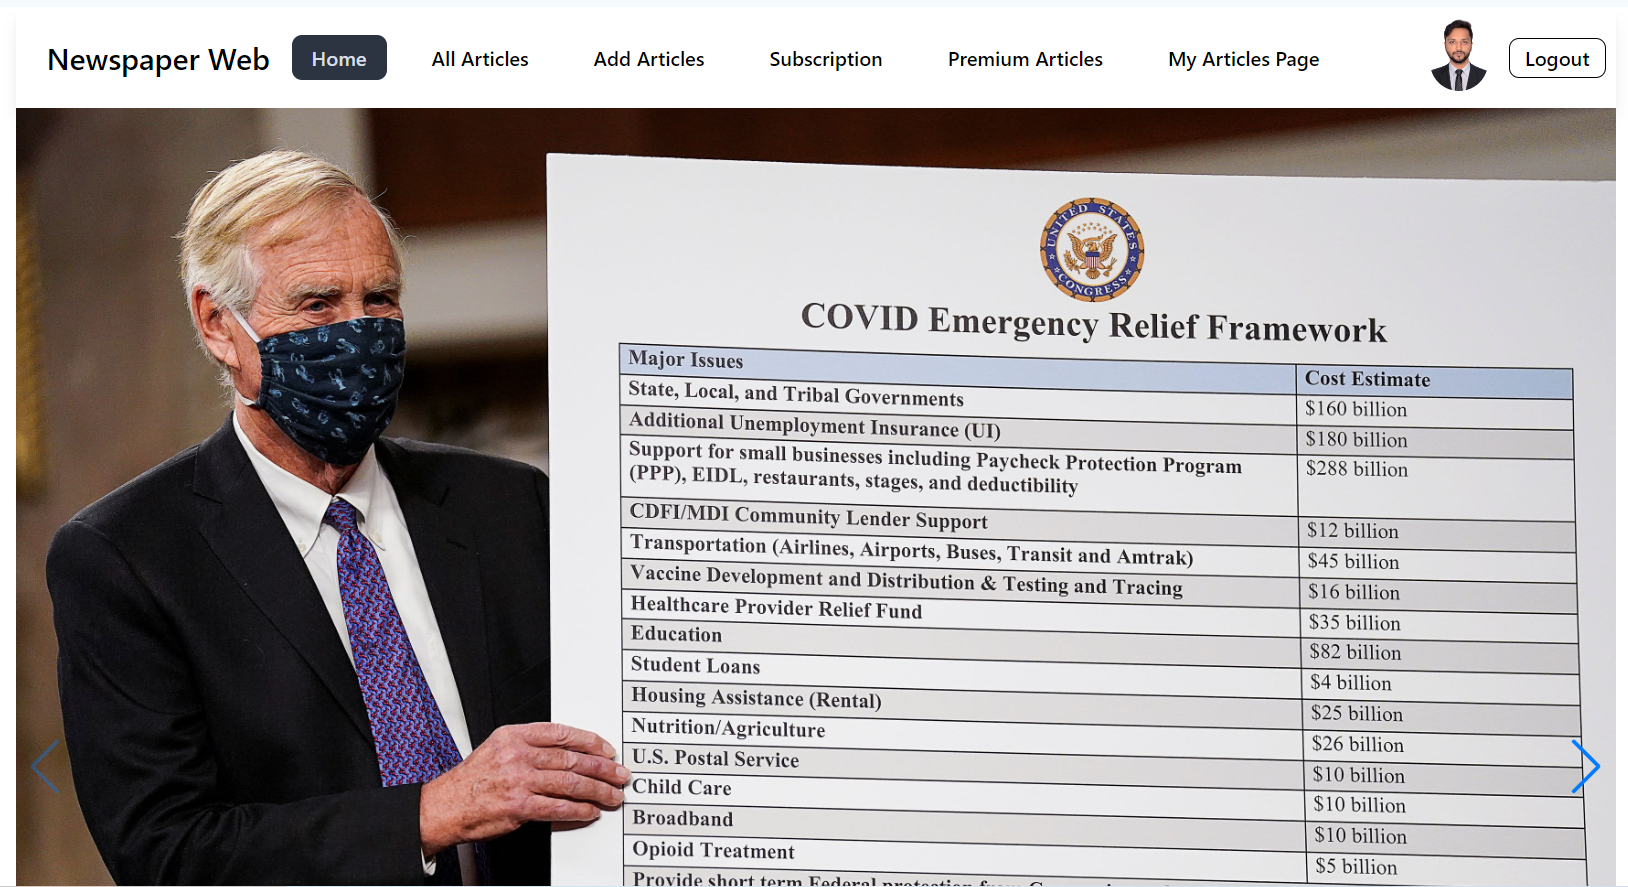 Newspaper Web
Home
All Articles
Add Articles
Subscription
Premium Articles
My Articles Page
Logout
UNITED STATES
CONGRESS
COVID Emergency Relief Framework
Major Issues Cost Estimate
State, Local, and Tribal Governments $160 billion
Additional Unemployment Insurance (UI) $180 billion
Support for small businesses including Paycheck Protection Program $288 billion
(PPP), EIDL, restaurants, stages, and deductibility
CDFI/MDI Community Lender Support $12 billion
Transportation (Airlines, Airports, Buses, Transit and Amtrak) $45 billion
Vaccine Development and Distribution & Testing and Tracing $16 billion
Healthcare Provider Relief Fund $35 billion
Education $82 billion
Student Loans $4 billion
Housing Assistance (Rental) $25 billion
Nutrition/Agriculture $26 billion
U.S. Postal Service $10 billion
Child Care $10 billion
Broadband $10 billion
Opioid Treatment $5 billion
Provide short term Federal protection from